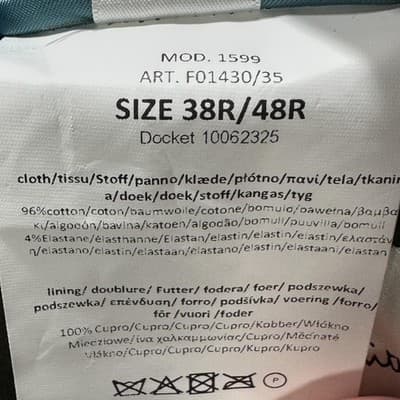 MOD. 1599
ART. F01430/35
SIZE 38R/48R
Docket 10062325
cloth/tissu/Stoff/panno/klæde/płótno/πανί/tela/tkanin
a/doek/doek/stoff/kangas/tyg
96%cotton/coton/baumwolle/cotone/bomuld/bawełna/βαμβά
κι/algodón/bavlna/katoen/algodão/bomull/puuvilla/bomull
4%Elastane/élasthanne/Elastan/elastin/elastin/elastin/ελαστάν
n/elastano/elastan/elastaan/elastano/elastin/elastaani/elastan
lining/ doublure/ Futter/ fodera/ foer/ podszewka/
podszewka/ επένδυση/ forro/ podšívka/ voering /forro/
fôr /vuori /foder
100% Cupro/Cupro/Cupro/Cupro/Kobber/Włókno
Miedziowe/ίνα χαλκαμμωνίας/Cupro/Měďnaté
Vlákno/Cupro/Cupro/Cupro/Kupro/Kupro
P